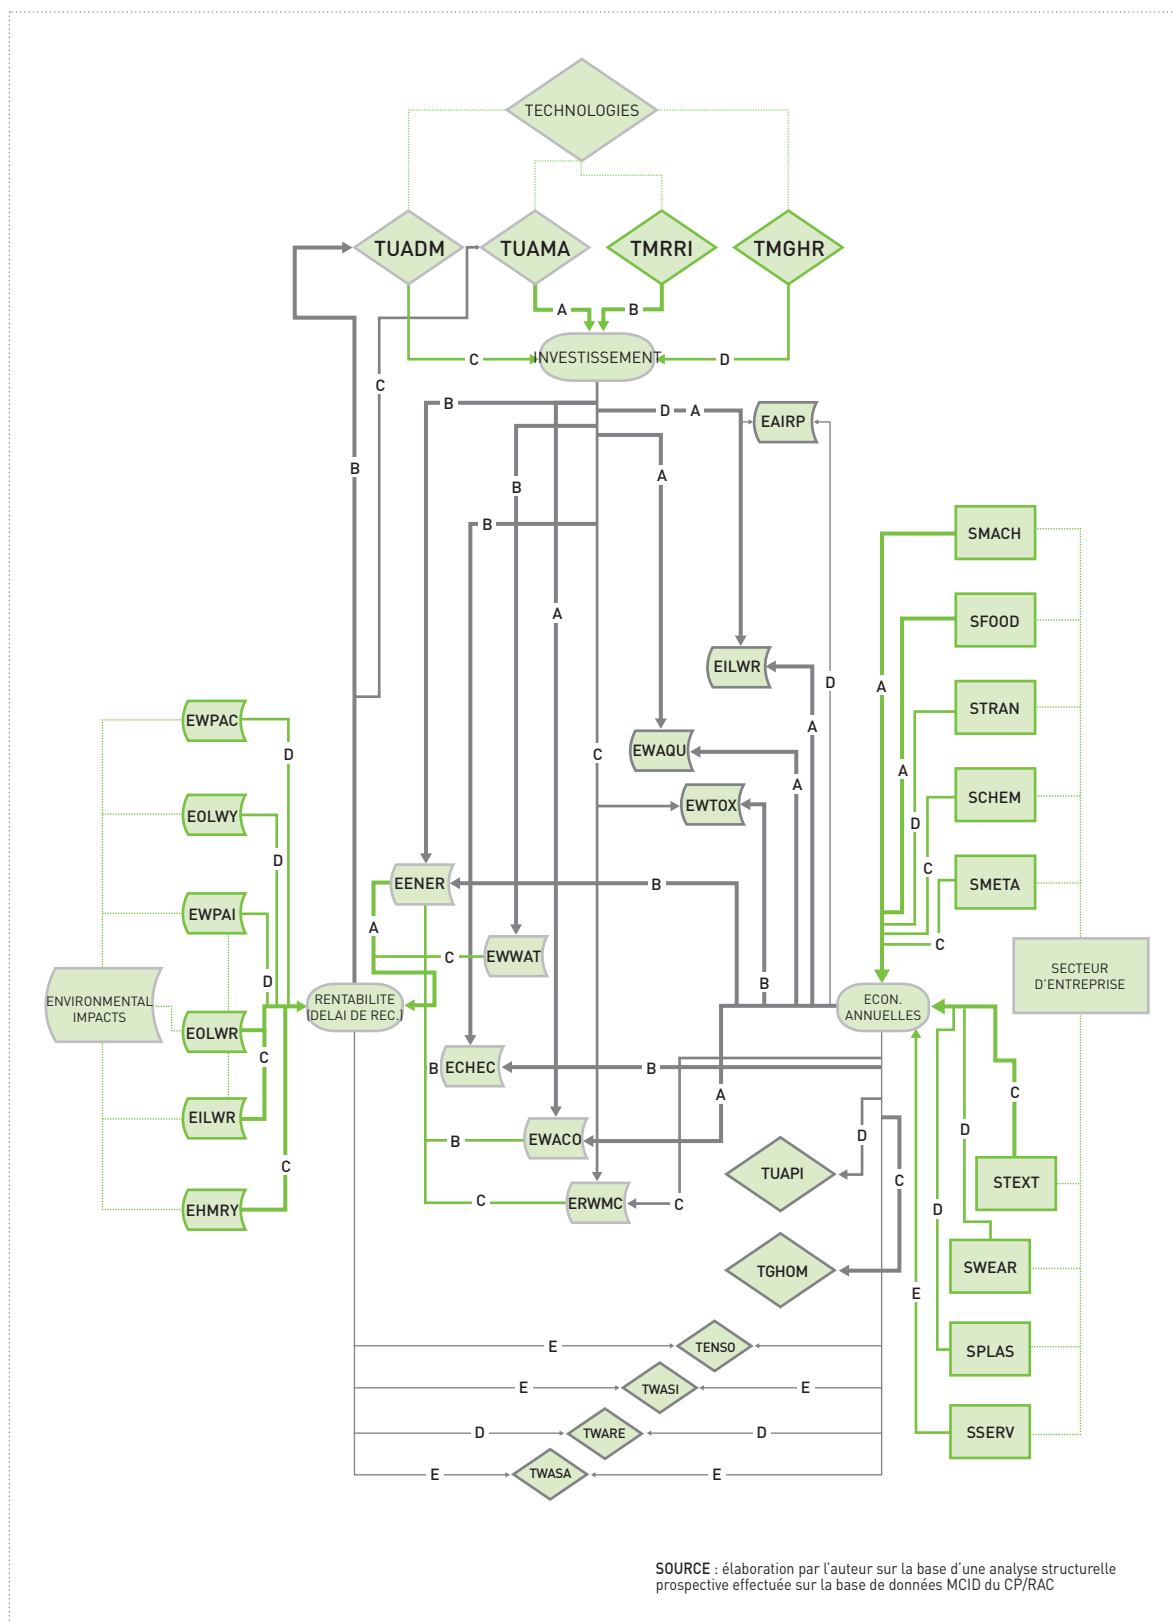 TECHNOLOGIES
TUADM
TUAMA
TMRRI
TMGHR
A
B
C
INVESTISSEMENT
D
C
B
D
A
EAIRP
B
A
B
B
SMACH
A
SFOOD
EILWR
D
A
STRAN
EWPAC
D
A
EWAQU
C
A
A
SCHEM
EWTOX
EOLWY
D
D
C
EENER
B
SMETA
EWPAI
A
C
EWWAT
C
SECTEUR
D'ENTREPRISE
D
B
ENVIRONMENTAL
IMPACTS
RENTABILITE
(DELAI DE REC.)
ECON.
ANNUELLES
EOLWR
C
B
ECHEC
B
A
C
EILWR
D
D
B
EWACO
C
TUAPI
C
STEXT
EHMRY
C
ERWMC
C
D
SWEAR
TGHOM
E
E
TENSO
SPLAS
E
TWASI
E
D
TWARE
D
SSERV
E
TWASA
E
SOURCE : élaboration par l'auteur sur la base d'une analyse structurelle
prospective effectuée sur la base de données MCID du CP/RAC